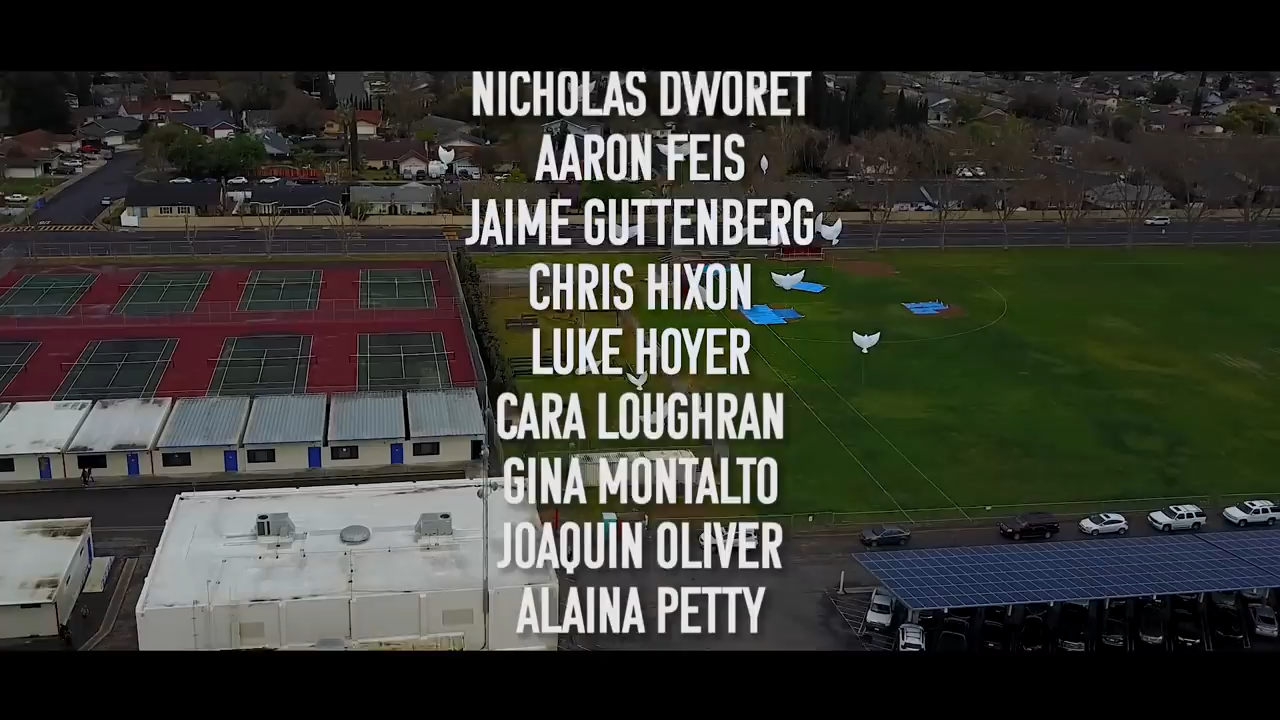 NICHOLAS DWORET
AARON FEIS
JAIME GUTTENBERG
CHRIS HIXON
LUKE HOYER
CARA LOUGHRAN
GINA MONTALTO
JOAQUIN OLIVER
ALAINA PETTY